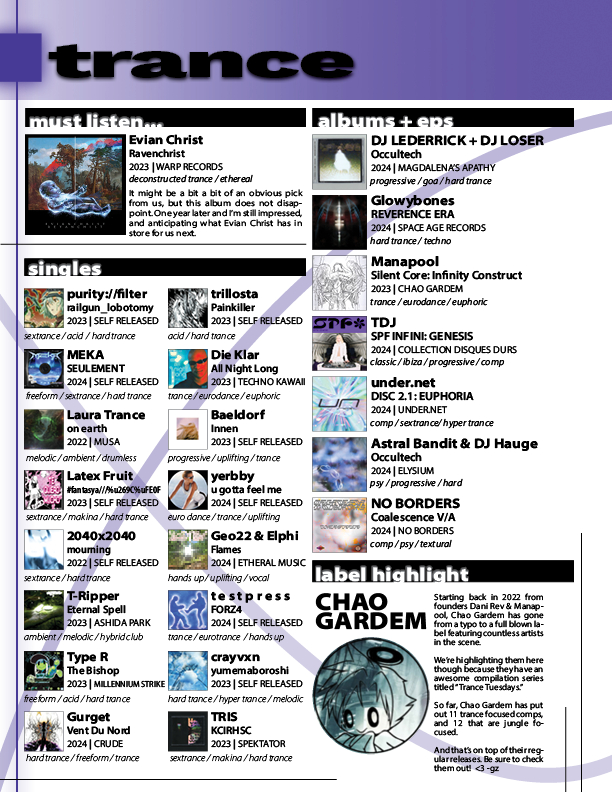 trance
must listen...
Evian Christ
Ravenchrist
2023 | WARP RECORDS
deconstructed trance / ethereal
It might be a bit a bit of an obvious pick
from us, but this album does not disap-
point. One year later and I'm still impressed,
and anticipating what Evian Christ has in
store for us next.
singles
purity://filter
railgun_lobotomy
2023 | SELF RELEASED
sextrance / acid / hard trance
MEKA
SEULEMENT
2024 | SELF RELEASED
freeform / sextrance / hard trance
Laura Trance
on earth
2022 | MUSA
melodic / ambient / drumless
Latex Fruit
#fantasya///%u269C%uFE0F
2023 | SELF RELEASED
sextrance / makina / hard trance
2040x2040
mourning
2022 | SELF RELEASED
sextrance / hard trance
T-Ripper
Eternal Spell
2023 | ASHIDA PARK
ambient / melodic / hybrid club
Type R
The Bishop
2023 | MILLENNIUM STRIKE
freeform / acid / hard trance
Gurget
Vent Du Nord
2024 | CRUDE
hard trance / freeform / trance
trillosta
Painkiller
2023 | SELF RELEASED
acid / hard trance
Die Klar
All Night Long
2023 | TECHNO KAWAII
trance / eurodance / euphoric
Baeldorf
Innen
2023 | SELF RELEASED
progressive / uplifting / trance
yerbby
u gotta feel me
2024 | SELF RELEASED
euro dance / trance / uplifting
Geo22 & Elphi
Flames
2024 | ETHERAL MUSIC
hands up / uplifting / vocal
t e s t p r e s s
FORZ4
2024 | SELF RELEASED
trance / eurotrance / hands up
crayvxn
yumemaboroshi
2023 | SELF RELEASED
hard trance / hyper trance / melodic
TRIS
KCIRHSC
2023 | SPEKTATOR
sextrance / makina / hard trance
albums + eps
DJ LEDERRICK + DJ LOSER
Occultech
2024 | MAGDALENA'S APATHY
progressive / goa / hard trance
Glowybones
REVERENCE ERA
2024 | SPACE AGE RECORDS
hard trance / techno
Manapool
Silent Core: Infinity Construct
2023 | CHAO GARDEM
trance / eurodance / euphoric
SPF*
TDJ
SPF INFINI: GENESIS
2024 | COLLECTION DISQUES DURS
classic / ibiza / progressive / comp
under.net
DISC 2.1: EUPHORIA
2024 | UNDER.NET
comp / sextrance / hyper trance
Astral Bandit & DJ Hauge
Occultech
2024 | ELYSIUM
psy / progressive / hard
NO BORDERS
Coalescence V/A
2024 | NO BORDERS
comp / psy / textural
label highlight
CHAO
GARDEM
Starting back in 2022 from
founders Dani Rev & Manap-
ool, Chao Gardem has gone
from a typo to a full blown la-
bel featuring countless artists
in the scene.
We're highlighting them here
though because they have an
awesome compilation series
titled "Trance Tuesdays."
So far, Chao Gardem has put
out 11 trance focused comps,
and 12 that are jungle fo-
cused.
And that's on top of their reg-
ular releases. Be sure to check
them out! <3 -gz